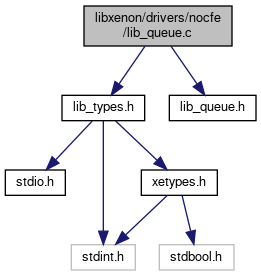 libxenon/drivers/nocfe
/lib_queue.c
lib_types.h
lib_queue.h
stdio.h
xetypes.h
stdint.h
stdbool.h